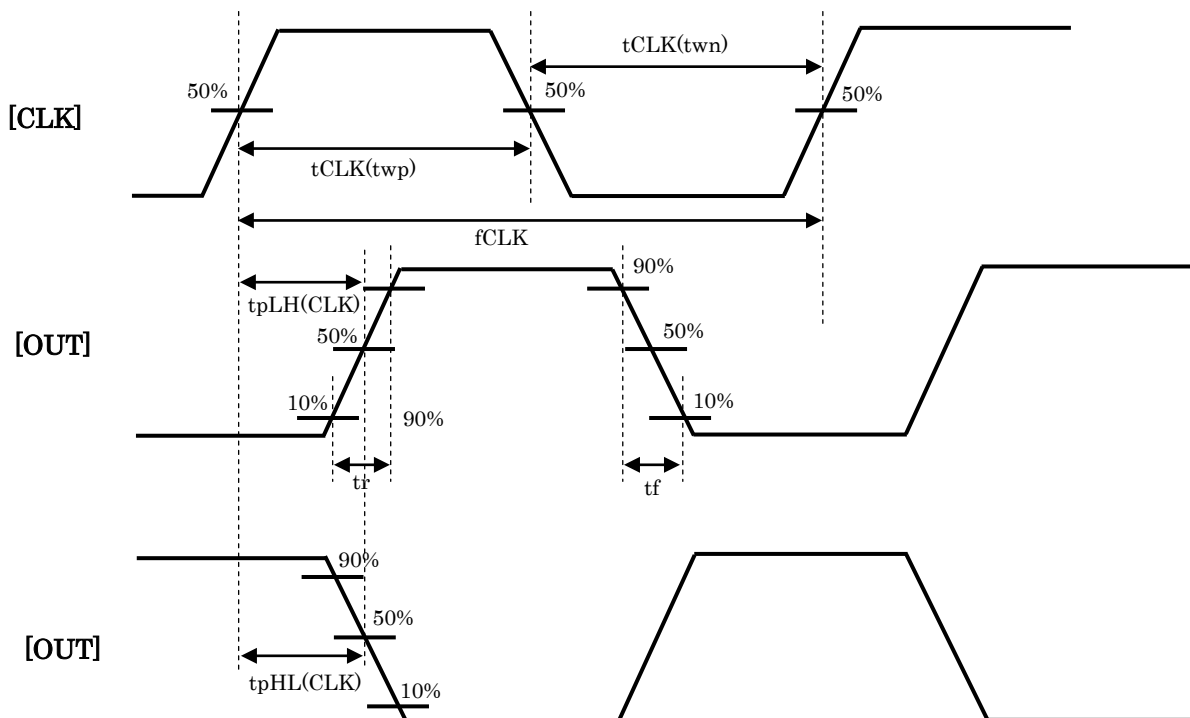 tCLK(twn)
50%
50%
50%
[CLK]
tCLK(twp)
fCLK
90%
tpLH(CLK)
50%
50%
[OUT]
10%
10%
90%
tr
tf
90%
50%
[OUT]
tpHL(CLK)
10%